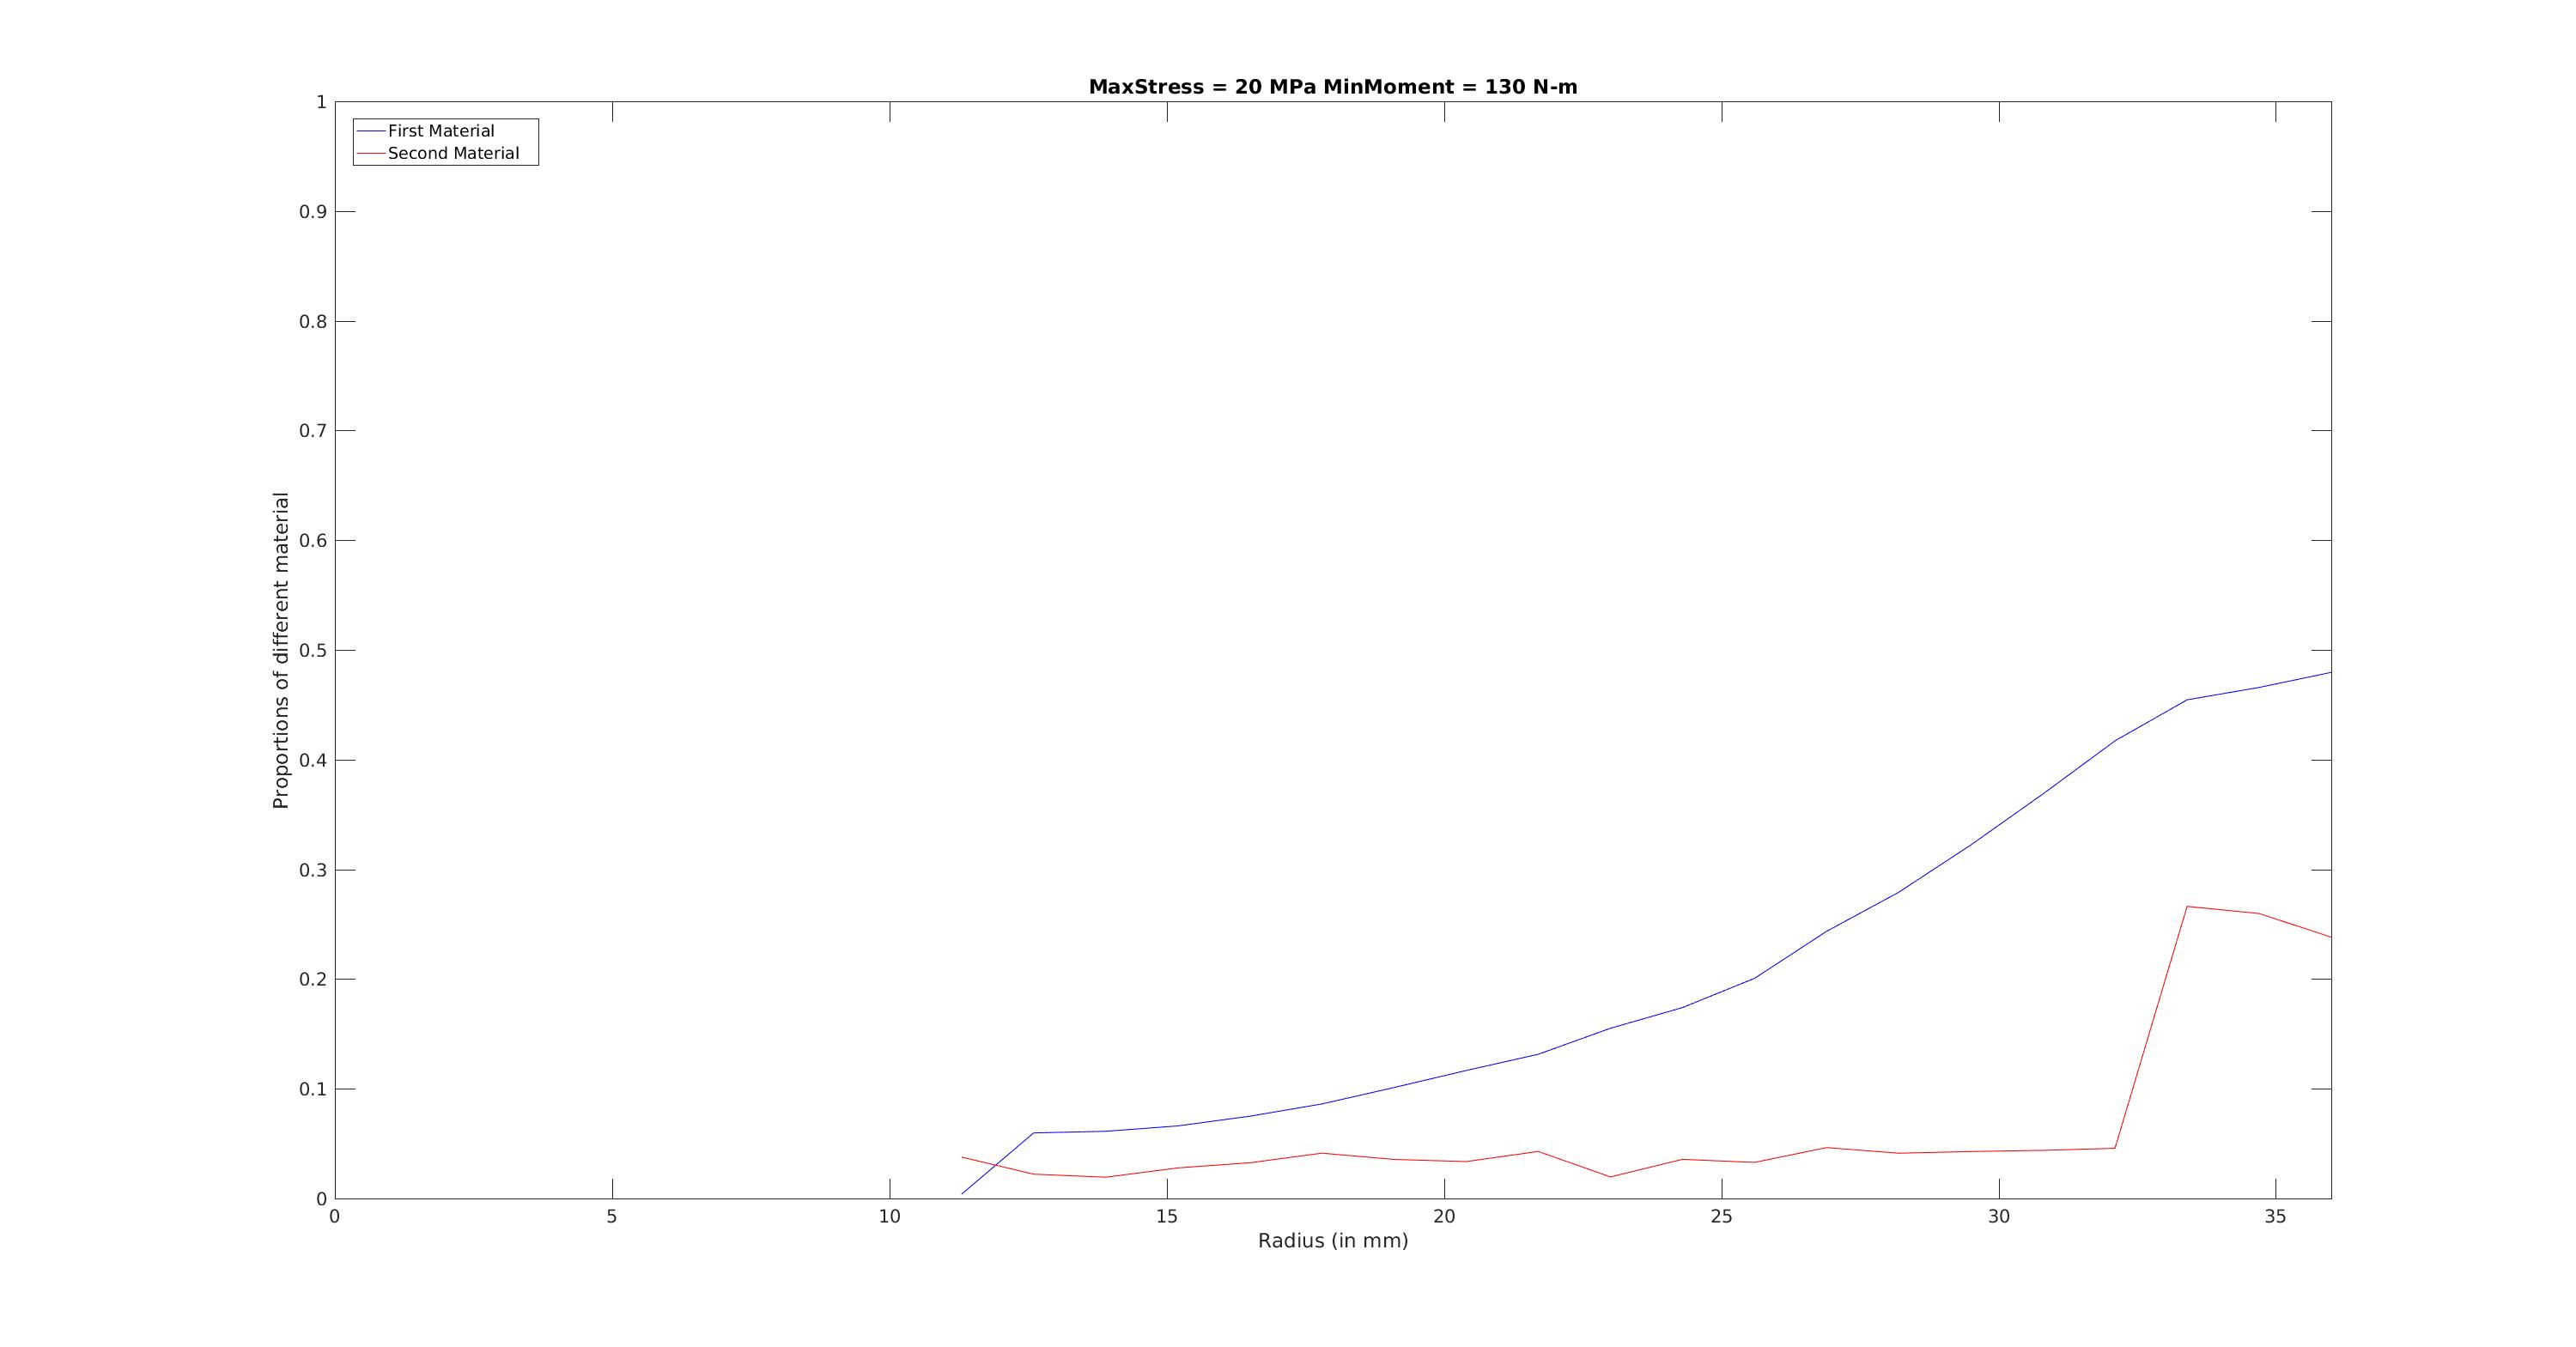 MaxStress = 20 MPa MinMoment = 130 N-m
First Material
Second Material
Proportions of different material
1
0.9
0.8
0.7
0.6
0.5
0.4
0.3
0.2
0.1
0
0 5 10 15 20 25 30 35
Radius (in mm)